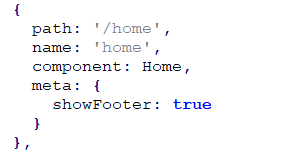 {
  path: '/home',
  name: 'home',
  component: Home,
  meta: {
    showFooter: true
  }
},